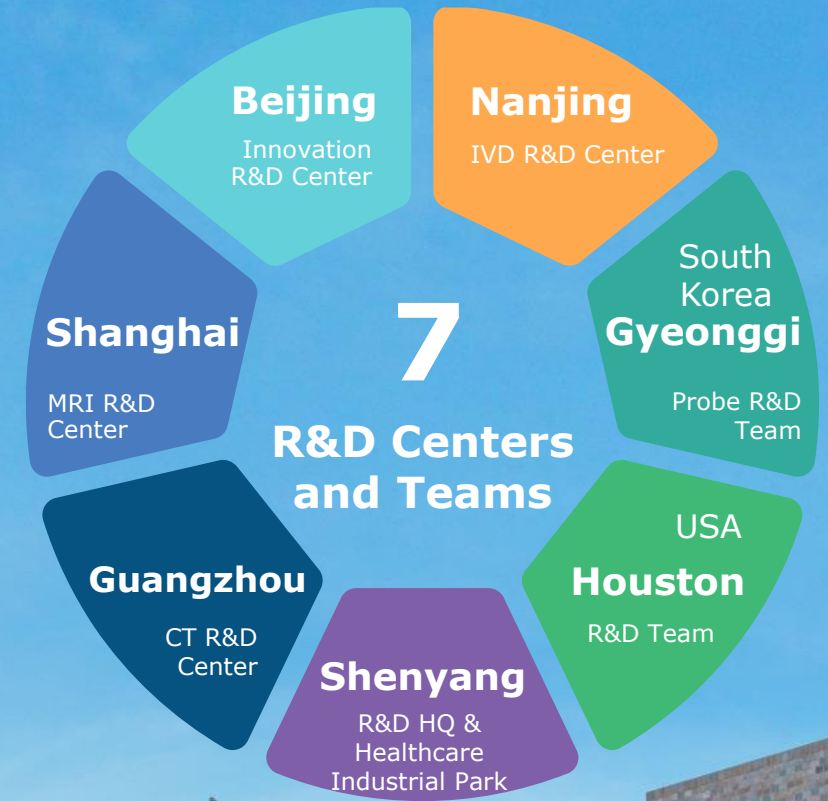 Beijing
Innovation
R&D Center
Nanjing
IVD R&D Center
South
Korea
Gyeonggi
Probe R&D
Team
USA
Houston
R&D Team
Shenyang
R&D HQ &
Healthcare
Industrial Park
Guangzhou
CT R&D
Center
Shanghai
MRI R&D
Center
7
R&D Centers
and Teams